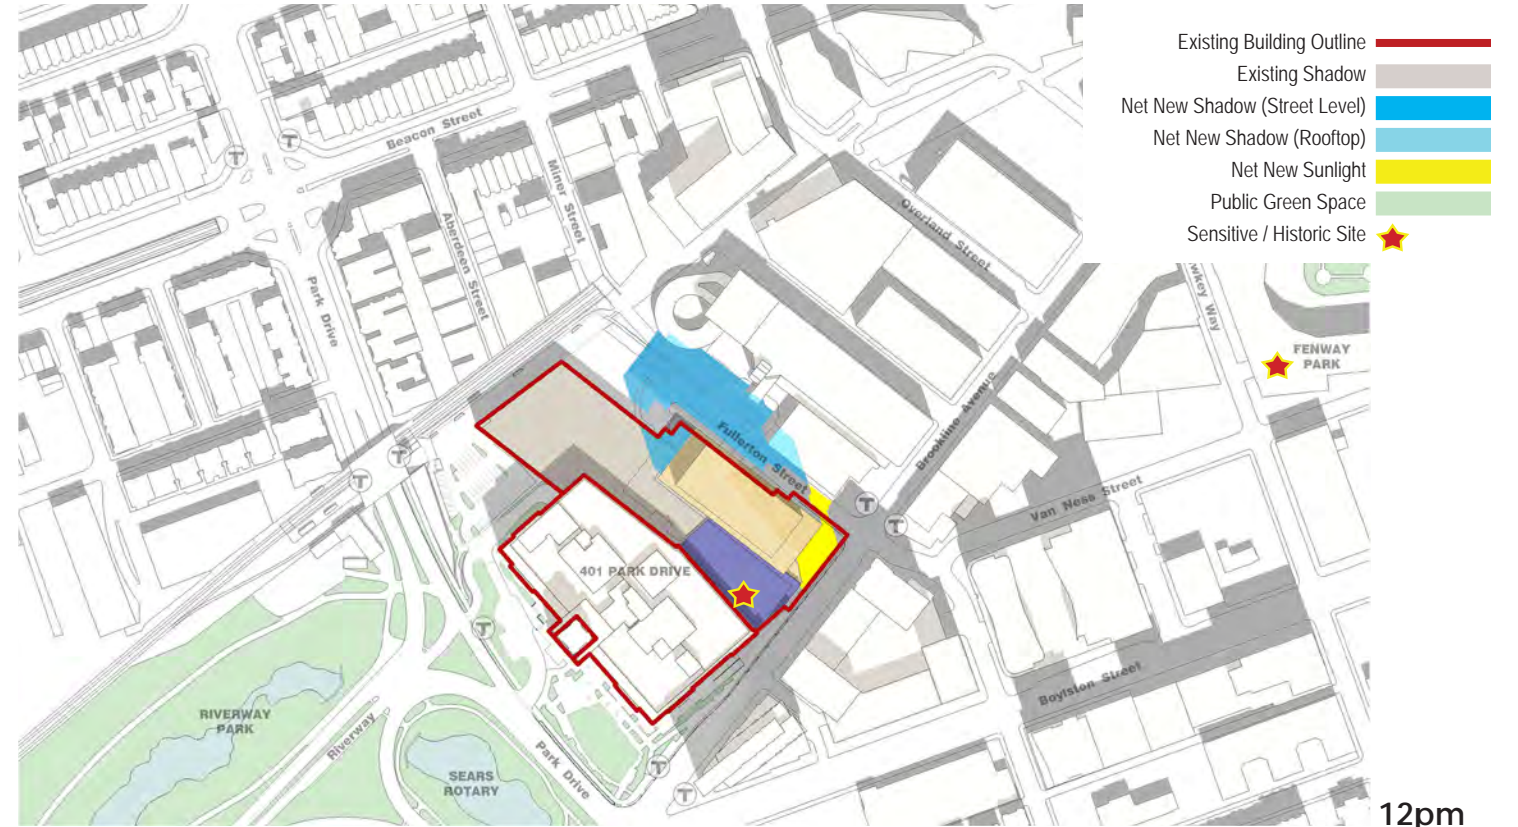 Existing Building Outline
Existing Shadow
Net New Shadow (Street Level)
Net New Shadow (Rooftop)
Net New Sunlight
Public Green Space
Sensitive / Historic Site
Beacon Street
T
T
Miner Street
Aberdeen Street
Park Drive
Overland Street
wkey Way
FENWAY
PARK
Brookline Avenue
Fullerton Street
T
T
T
T
Van Ness Street
401 PARK DRIVE
T
Boylston Street
RIVERWAY
PARK
Riverway
SEARS
ROTARY
Park Drive
T
T
12pm